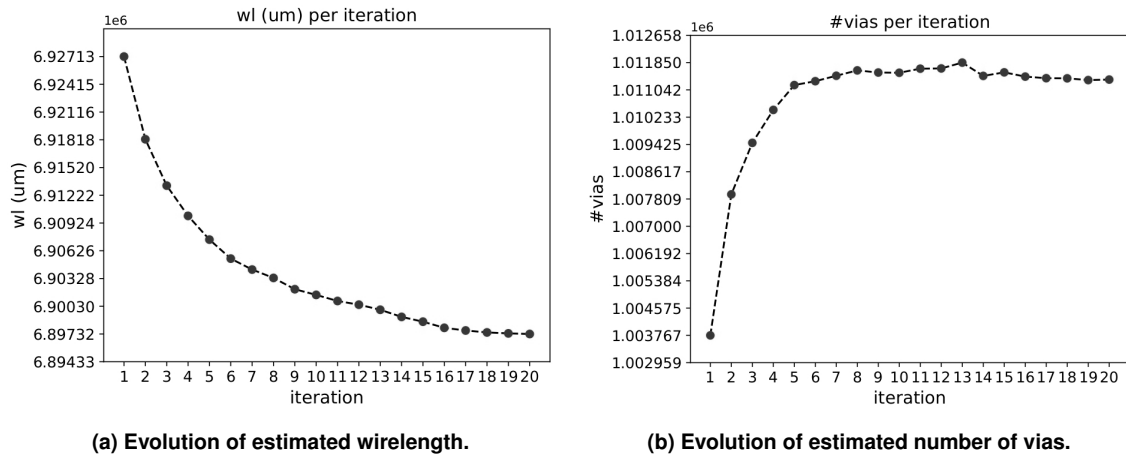 wl (um) per iteration
1e6
6.92713
6.92415
6.92116
6.91818
6.91520
6.91222
6.90924
6.90626
6.90328
6.90030
6.89732
6.89433
wl (um)
1 2 3 4 5 6 7 8 9 10 11 12 13 14 15 16 17 18 19 20
iteration
(a) Evolution of estimated wirelength.
#vias per iteration
1e6
1.012658
1.011850
1.011042
1.010233
1.009425
1.008617
1.007809
1.007000
1.006192
1.005384
1.004575
1.003767
1.002959
#vias
1 2 3 4 5 6 7 8 9 10 11 12 13 14 15 16 17 18 19 20
iteration
(b) Evolution of estimated number of vias.